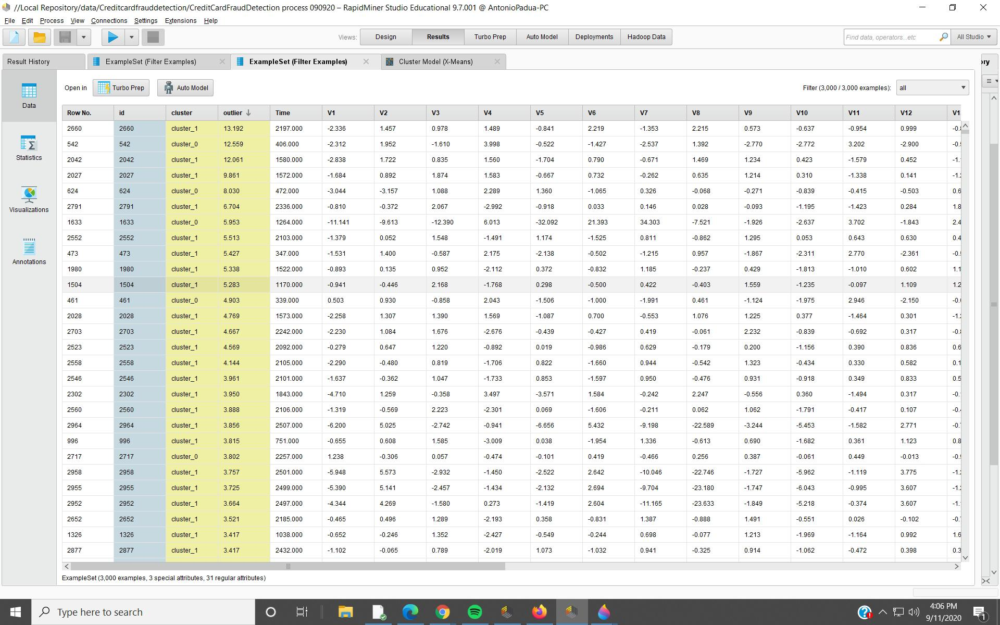 //Local Repository/data/Creditcardfrauddetection/CreditCardFraudDetection process 090920 – RapidMiner Studio Educational 9.7.001 @ AntonioPadua-PC
File Edit Process View Connections Settings Extensions Help
Views: Design Results Turbo Prep Auto Model Deployments Hadoop Data Find data, operators...etc All Studio
Result History ExampleSet (Filter Examples) ExampleSet (Filter Examples) Cluster Model (X-Means)
Data
Statistics
Visualizations
Annotations
Open in Turbo Prep Auto Model Filter (3,000 / 3,000 examples): all
Row No. id cluster outlier Time V1 V2 V3 V4 V5 V6 V7 V8 V9 V10 V11 V12
2660 2660 cluster_1 13.192 2197.000 -2.336 1.457 0.978 1.489 -0.841 2.219 -1.353 2.215 0.573 -0.637 -0.954 0.999
542 542 cluster_0 12.559 406.000 -2.312 1.952 -1.610 3.998 -0.522 -1.427 -2.537 1.392 -2.770 -2.772 3.202 -2.900
2042 2042 cluster_1 12.061 1580.000 -2.838 1.722 0.835 1.560 -1.704 0.790 -0.671 1.469 1.234 0.423 -1.579 0.452
2027 2027 cluster_1 9.861 1572.000 -1.684 0.892 1.874 1.583 -0.667 0.732 -0.262 0.635 1.214 0.310 -1.338 0.141
624 624 cluster_0 8.030 472.000 -3.044 -3.157 1.088 2.289 1.360 -1.065 0.326 -0.068 -0.271 -0.839 -0.415 -0.503
2791 2791 cluster_1 6.704 2336.000 -0.810 -0.372 2.067 -2.992 -0.918 0.033 0.146 0.028 -0.093 -1.195 -1.423 0.284
1633 1633 cluster_0 5.953 1264.000 -11.141 -9.613 -12.390 6.013 -32.092 21.393 34.303 -7.521 -1.926 -2.637 3.702 -1.843
2552 2552 cluster_1 5.513 2103.000 -1.379 0.052 1.548 -1.491 1.174 -1.525 0.811 -0.862 1.295 0.053 0.643 0.630
473 473 cluster_1 5.427 347.000 -1.531 1.400 -0.587 2.175 -2.138 -0.502 -1.215 0.957 -1.867 -2.311 2.770 -2.361
1980 1980 cluster_1 5.338 1522.000 -0.893 0.135 0.952 -2.112 0.372 -0.832 1.185 -0.237 0.429 -1.813 -1.010 0.602
1504 1504 cluster_1 5.283 1170.000 -0.941 -0.446 2.168 -1.768 0.298 -0.500 0.422 -0.403 1.559 -1.235 -0.097 1.109
461 461 cluster_0 4.903 339.000 0.503 0.930 -0.858 2.043 -1.506 -1.000 -1.991 0.461 -1.124 -1.975 2.946 -2.150
2028 2028 cluster_1 4.769 1573.000 -2.258 1.307 1.390 1.569 -1.087 0.700 -0.553 1.076 1.225 0.377 -1.464 0.301
2703 2703 cluster_1 4.667 2242.000 -2.230 1.084 1.676 -2.676 -0.439 -0.427 0.419 -0.061 2.232 -0.839 -0.692 0.317
2523 2523 cluster_1 4.569 2092.000 -0.279 0.647 1.220 -0.892 0.019 -0.986 0.629 -0.179 0.200 -1.156 0.390 0.836
2558 2558 cluster_1 4.144 2105.000 -2.290 -0.480 0.819 -1.706 0.822 -1.660 0.944 -0.542 1.323 -0.434 0.330 0.582
2546 2546 cluster_1 3.961 2101.000 -1.637 -0.362 1.047 -1.733 0.853 -1.597 0.950 -0.476 0.931 -0.918 0.349 0.833
2302 2302 cluster_1 3.950 1843.000 -4.710 1.259 -0.358 3.497 -3.571 1.584 -0.242 2.247 -0.556 0.360 -1.494 0.317
2560 2560 cluster_1 3.888 2106.000 -1.319 -0.569 2.223 -2.301 0.069 -1.606 -0.211 0.062 1.062 -1.791 -0.417 0.107
2964 2964 cluster_1 3.856 2507.000 -6.200 5.025 -2.742 -0.941 -6.656 5.432 -9.198 -22.589 -3.244 -5.453 -1.582 2.771
996 996 cluster_1 3.815 751.000 -0.655 0.608 1.585 -3.009 0.038 -1.954 1.336 -0.613 0.690 -1.682 0.361 1.123
2717 2717 cluster_0 3.802 2257.000 1.238 -0.306 0.057 -0.474 -0.101 0.419 -0.466 0.256 0.387 -0.061 0.449 -0.013
2958 2958 cluster_1 3.757 2501.000 -5.948 5.573 -2.932 -1.450 -2.522 2.642 -10.046 -22.746 -1.727 -5.962 -1.119 3.775
2955 2955 cluster_1 3.725 2499.000 -5.390 5.141 -2.457 -1.434 -2.132 2.694 -9.704 -23.180 -1.747 -6.043 -0.995 3.607
2952 2952 cluster_1 3.664 2497.000 -4.344 4.269 -1.580 0.273 -1.419 2.604 -11.165 -23.633 -1.849 -5.218 -0.374 3.607
2652 2652 cluster_1 3.521 2185.000 -0.465 0.496 1.289 -2.193 0.358 -0.831 1.387 -0.888 1.491 -0.551 0.026 -0.102
1326 1326 cluster_1 3.417 1038.000 -0.652 -0.246 1.352 -2.427 -0.549 -0.244 0.698 -0.077 1.213 -1.969 -1.164 0.992
2877 2877 cluster_1 3.417 2432.000 -1.102 -0.065 0.789 -2.019 1.073 -1.032 0.941 -0.325 0.914 -1.062 -0.472 0.398
ExampleSet (3,000 examples, 3 special attributes, 31 regular attributes)
Type here to search
4:06 PM
9/11/2020
1